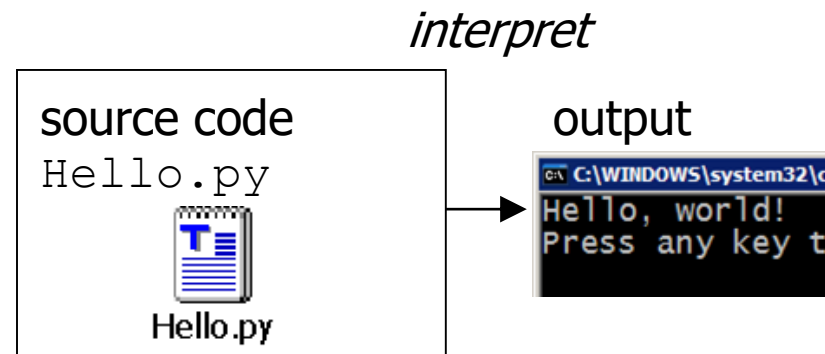 interpret
source code
Hello.py
Hello.py
output
C:\WINDOWS\system32\c
Hello, world!
Press any key t